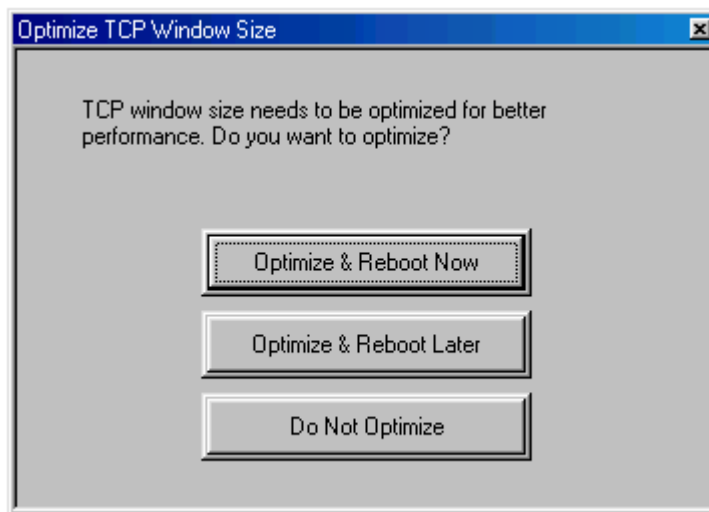 Optimize TCP Window Size
TCP window size needs to be optimized for better
performance. Do you want to optimize?
Optimize & Reboot Now
Optimize & Reboot Later
Do Not Optimize